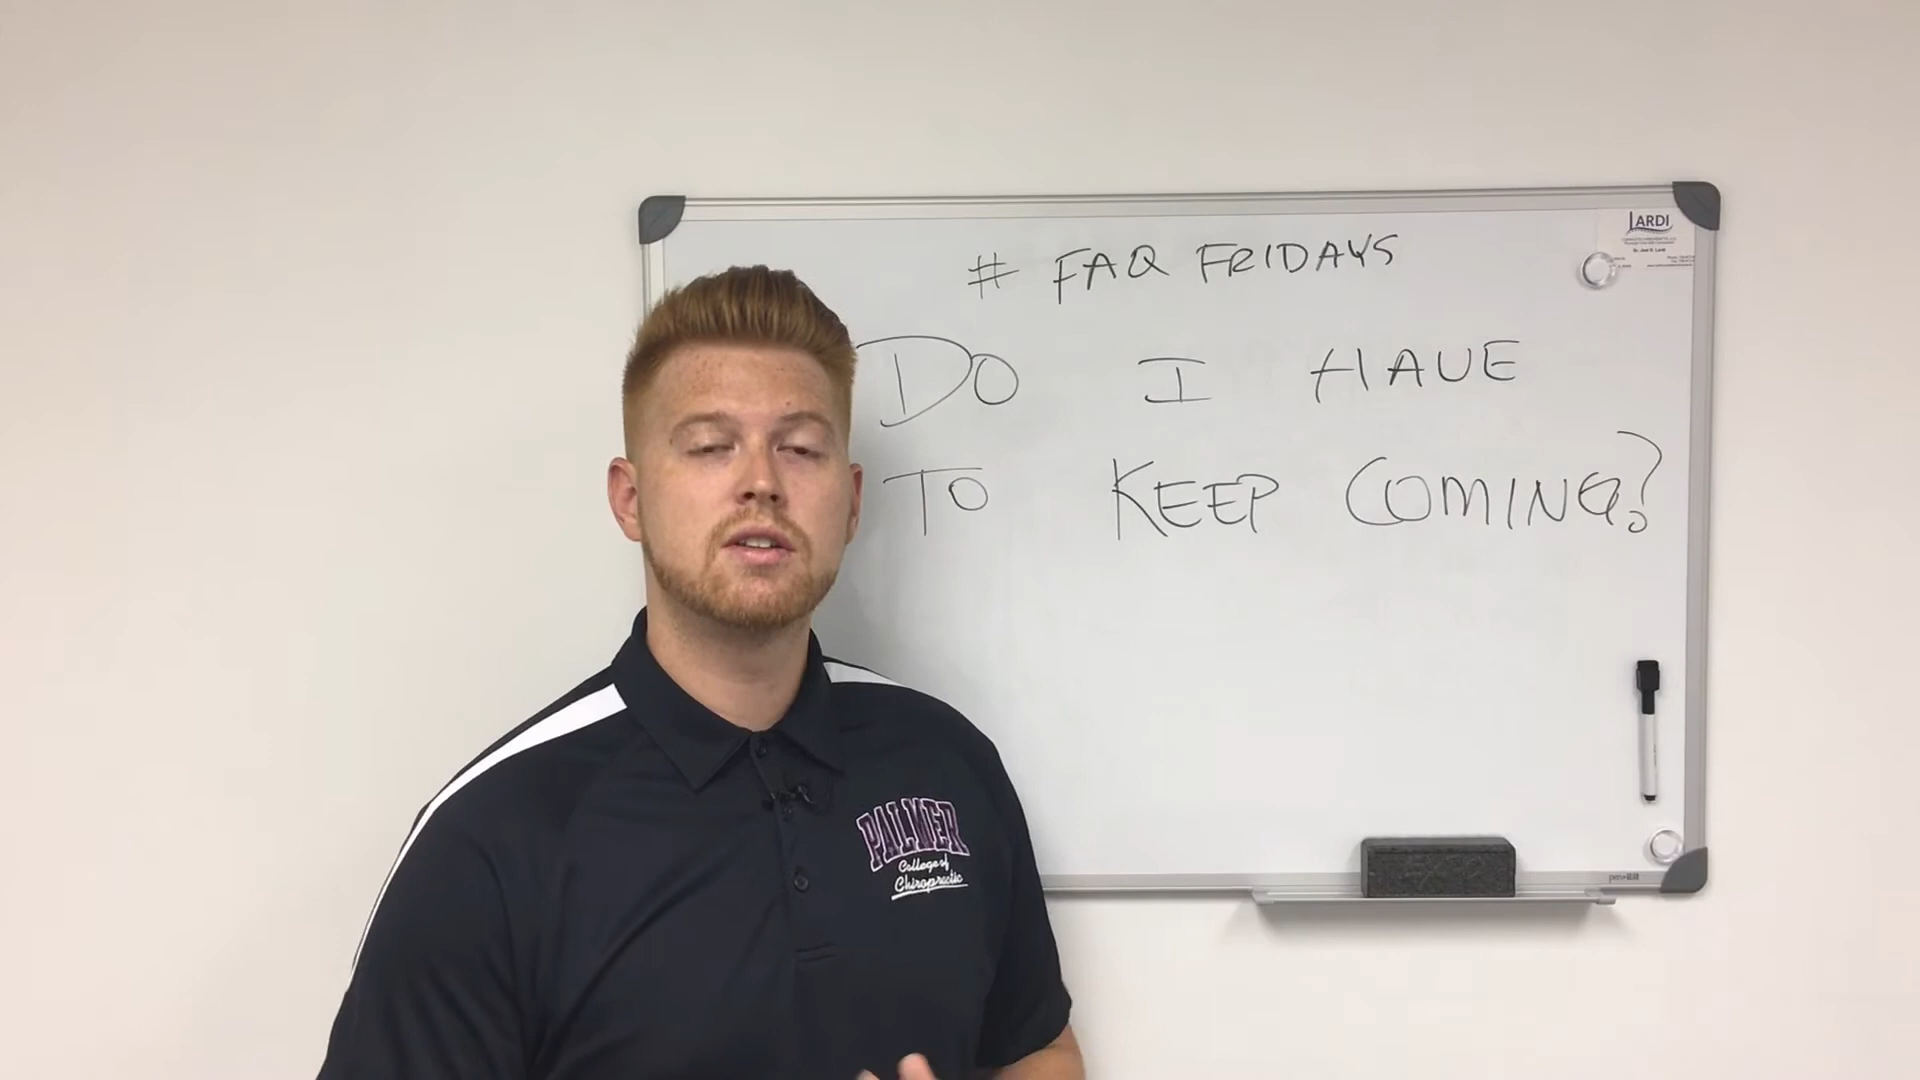 # FAQ FRIDAYS
DO I HAVE
TO KEEP COMING?
LARDI
PALMER
College of
Chiropractic